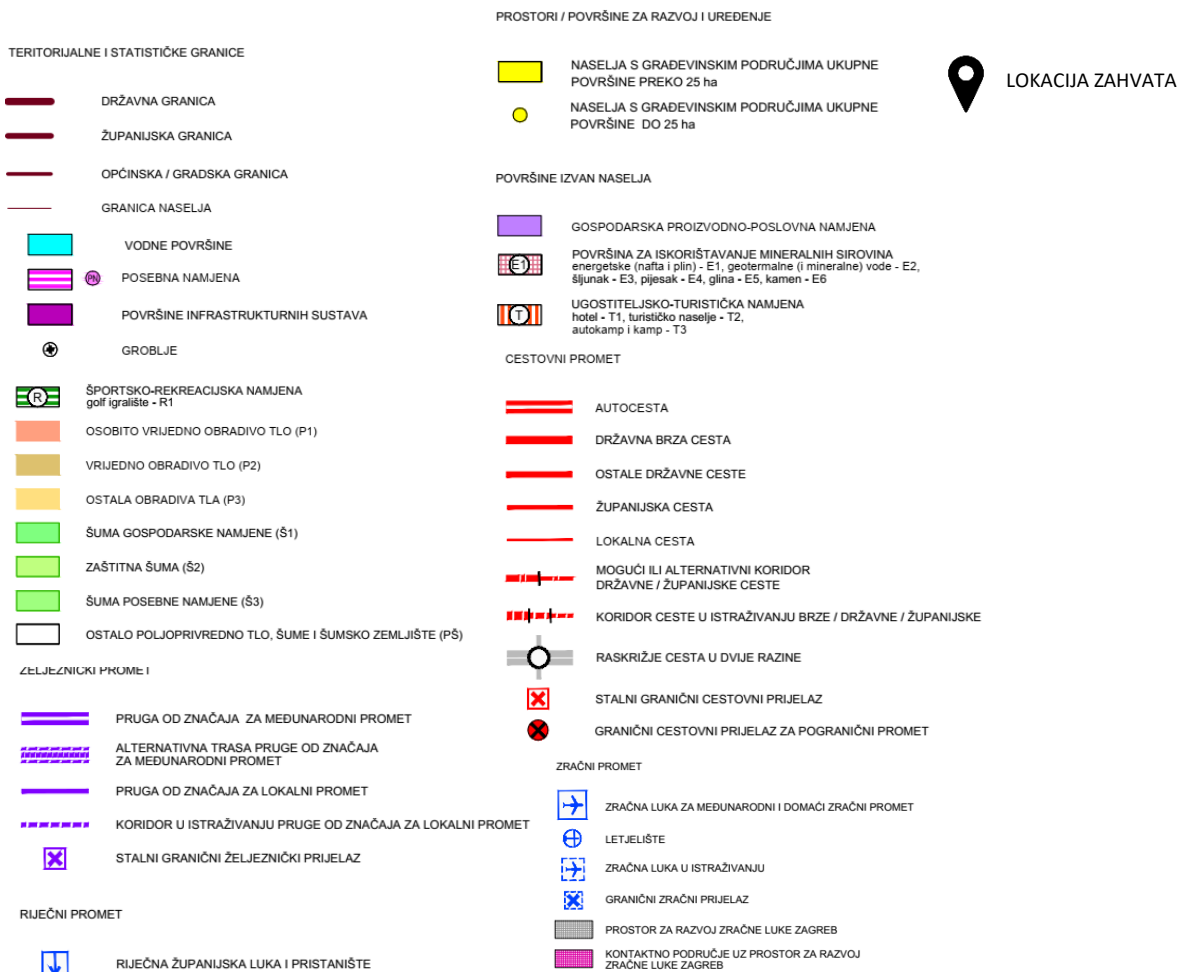 TERITORIJALNE I STATISTIČKE GRANICE
DRŽAVNA GRANICA
ŽUPANIJSKA GRANICA
OPĆINSKA / GRADSKA GRANICA
GRANICA NASELJA
VODNE POVRŠINE
PN
POSEBNA NAMJENA
POVRŠINE INFRASTRUKTURNIH SUSTAVA
GROBLJE
R
ŠPORTSKO-REKREACIJSKA NAMJENA
golf igralište - R1
OSOBITO VRIJEDNO OBRADIVO TLO (P1)
VRIJEDNO OBRADIVO TLO (P2)
OSTALA OBRADIVA TLA (P3)
ŠUMA GOSPODARSKE NAMJENE (Š1)
ZAŠTITNA ŠUMA (Š2)
ŠUMA POSEBNE NAMJENE (Š3)
OSTALO POLJOPRIVREDNO TLO, ŠUME I ŠUMSKO ZEMLJIŠTE (PŠ)
ŽELJEZNIČKI PROMET
PRUGA OD ZNAČAJA ZA MEĐUNARODNI PROMET
ALTERNATIVNA TRASA PRUGE OD ZNAČAJA
ZA MEĐUNARODNI PROMET
PRUGA OD ZNAČAJA ZA LOKALNI PROMET
KORIDOR U ISTRAŽIVANJU PRUGE OD ZNAČAJA ZA LOKALNI PROMET
STALNI GRANIČNI ŽELJEZNIČKI PRIJELAZ
RIJEČNI PROMET
RIJEČNA ŽUPANIJSKA LUKA I PRISTANIŠTE
PROSTORI / POVRŠINE ZA RAZVOJ I UREĐENJE
NASELJA S GRAĐEVINSKIM PODRUČJIMA UKUPNE
POVRŠINE PREKO 25 ha
NASELJA S GRAĐEVINSKIM PODRUČJIMA UKUPNE
POVRŠINE DO 25 ha
POVRŠINE IZVAN NASELJA
GOSPODARSKA PROIZVODNO-POSLOVNA NAMJENA
E1
POVRŠINA ZA ISKORIŠTAVANJE MINERALNIH SIROVINA
energetske (nafta i plin) - E1, geotermalne (i mineralne) vode - E2,
šljunak - E3, pijesak - E4, glina - E5, kamen - E6
T
UGOSTITELJSKO-TURISTIČKA NAMJENA
hotel - T1, turističko naselje - T2,
autokamp i kamp - T3
CESTOVNI PROMET
AUTOCESTA
DRŽAVNA BRZA CESTA
OSTALE DRŽAVNE CESTE
ŽUPANIJSKA CESTA
LOKALNA CESTA
MOGUĆI ILI ALTERNATIVNI KORIDOR
DRŽAVNE / ŽUPANIJSKE CESTE
KORIDOR CESTE U ISTRAŽIVANJU BRZE / DRŽAVNE / ŽUPANIJSKE
RASKRIŽJE CESTA U DVIJE RAZINE
STALNI GRANIČNI CESTOVNI PRIJELAZ
GRANIČNI CESTOVNI PRIJELAZ ZA POGRANIČNI PROMET
ZRAČNI PROMET
ZRAČNA LUKA ZA MEĐUNARODNI I DOMAĆI ZRAČNI PROMET
LETJELIŠTE
ZRAČNA LUKA U ISTRAŽIVANJU
GRANIČNI ZRAČNI PRIJELAZ
PROSTOR ZA RAZVOJ ZRAČNE LUKE ZAGREB
KONTAKTNO PODRUČJE UZ PROSTOR ZA RAZVOJ
ZRAČNE LUKE ZAGREB
LOKACIJA ZAHVATA